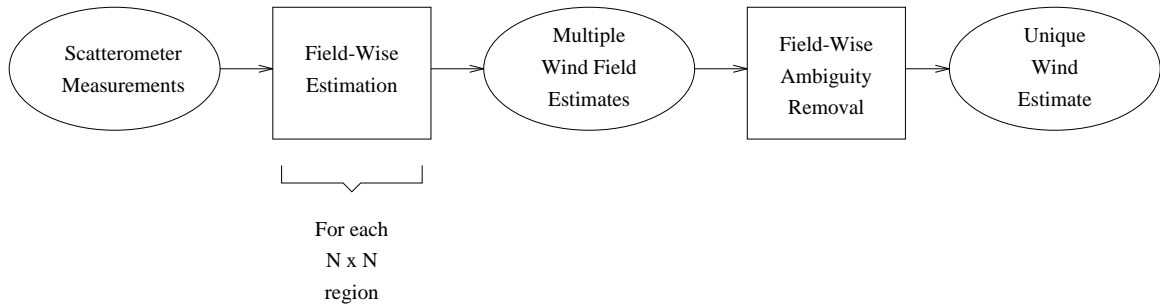 Scatterometer
Measurements
Field-Wise
Estimation
Multiple
Wind Field
Estimates
Field-Wise
Ambiguity
Removal
Unique
Wind
Estimate
For each
N x N
region